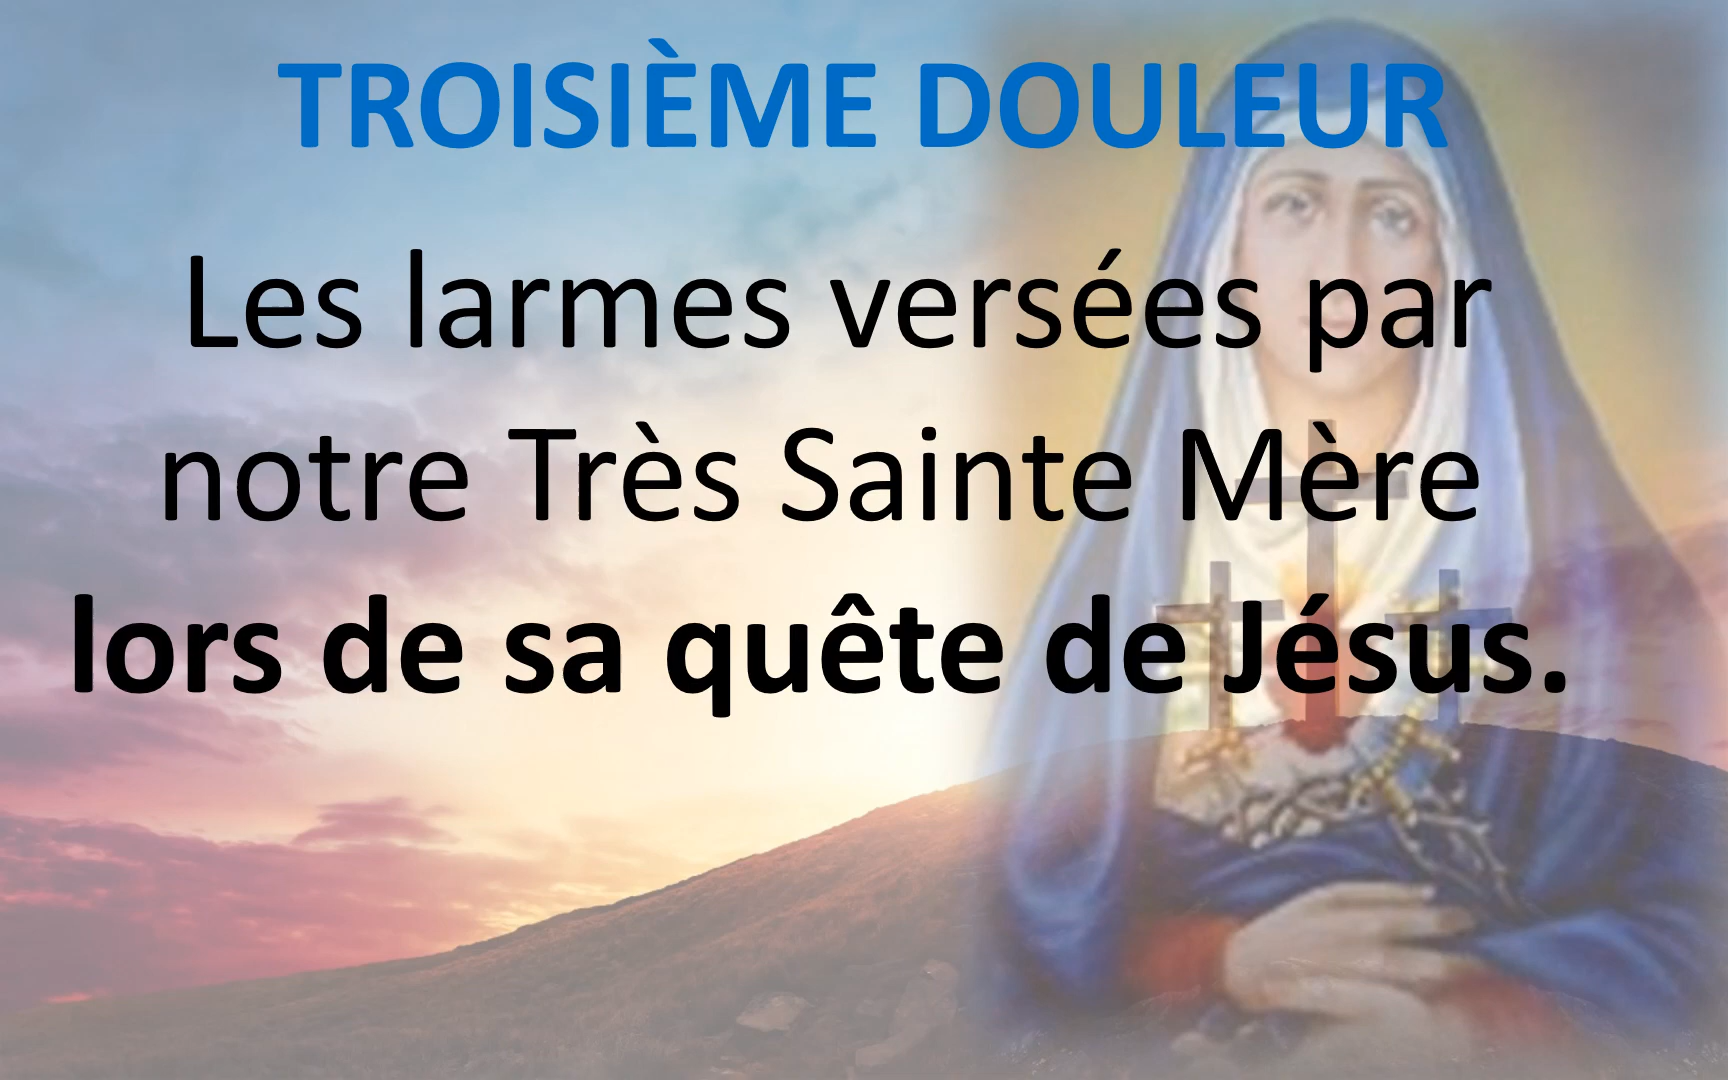 TROISIÈME DOULEUR
Les larmes versées par
notre Très Sainte Mère
lors de sa quête de Jésus.